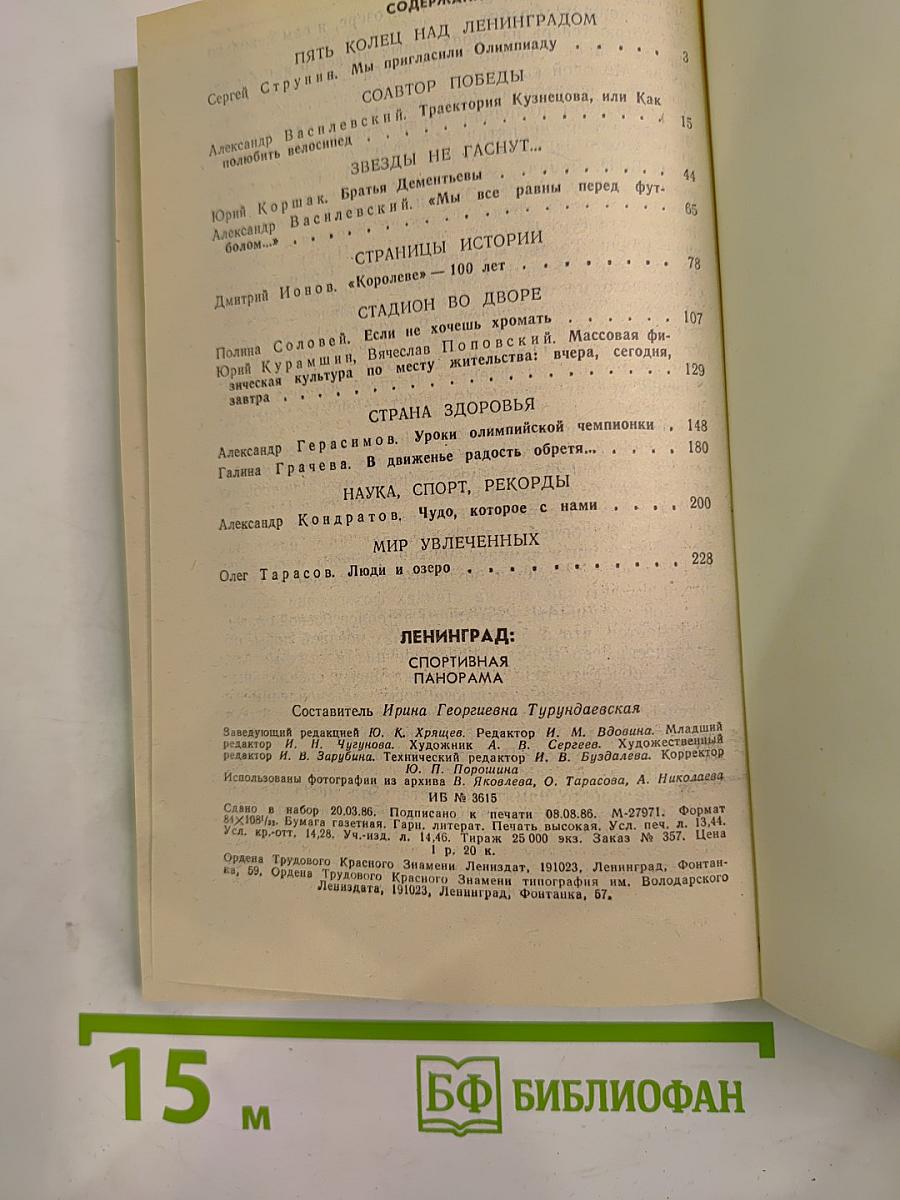 СОДЕРЖАНИЕ
ПЯТЬ КОЛЕЦ НАД ЛЕНИНГРАДОМ
Сергей Струнин. Мы пригласили Олимпиаду . . . . . 3
СОАВТОР ПОБЕДЫ
Александр Василевский. Траектория Кузнецова, или Как
полюбить велосипед . . . . . . . . . . . . . . 15
ЗВЕЗДЫ НЕ ГАСНУТ...
Юрий Коршак. Братья Дементьевы . . . . . . . . . 44
Александр Василевский. «Мы все равны перед фут-
болом...» . . . . . . . . . . . . . . . . . 65
СТРАНИЦЫ ИСТОРИИ
Дмитрий Ионов. «Королеве» — 100 лет . . . . . . . . 78
СТАДИОН ВО ДВОРЕ
Полина Соловей. Если не хочешь хромать . . . . . . 107
Юрий Курамшин, Вячеслав Поповский. Массовая фи-
зическая культура по месту жительства: вчера, сегодня,
завтра . . . . . . . . . . . . . . . . . . 129
СТРАНА ЗДОРОВЬЯ
Александр Герасимов. Уроки олимпийской чемпионки . 148
Галина Грачева. В движенье радость обретя... . . . . 180
НАУКА, СПОРТ, РЕКОРДЫ
Александр Кондратов. Чудо, которое с нами . . . . 200
МИР УВЛЕЧЕННЫХ
Олег Тарасов. Люди и озеро . . . . . . . . . . . 228
ЛЕНИНГРАД:
СПОРТИВНАЯ
ПАНОРАМА
Составитель Ирина Георгиевна Турундаевская
Заведующий редакцией Ю. К. Хрящев. Редактор И. М. Вдовина. Младший
редактор И. Н. Чугунова. Художник А. В. Сергеев. Художественный
редактор И. В. Зарубина. Технический редактор И. В. Буздалева. Корректор
Ю. П. Порошина
Использованы фотографии из архива В. Яковлева, О. Тарасова, А. Николаева
ИБ № 3615
Сдано в набор 20.03.86. Подписано к печати 08.08.86. М-27971. Формат
84×108¹/₃₂. Бумага газетная. Гарн. литерат. Печать высокая. Усл. печ. л. 13,44.
Усл. кр.-отт. 14,28. Уч.-изд. л. 14,46. Тираж 25 000 экз. Заказ № 357. Цена
1 р. 20 к.
Ордена Трудового Красного Знамени Лениздат, 191023, Ленинград, Фонтан-
ка, 59. Ордена Трудового Красного Знамени типография им. Володарского
Лениздата, 191023, Ленинград, Фонтанка, 57.
15 м
БФ БИБЛИОФАН